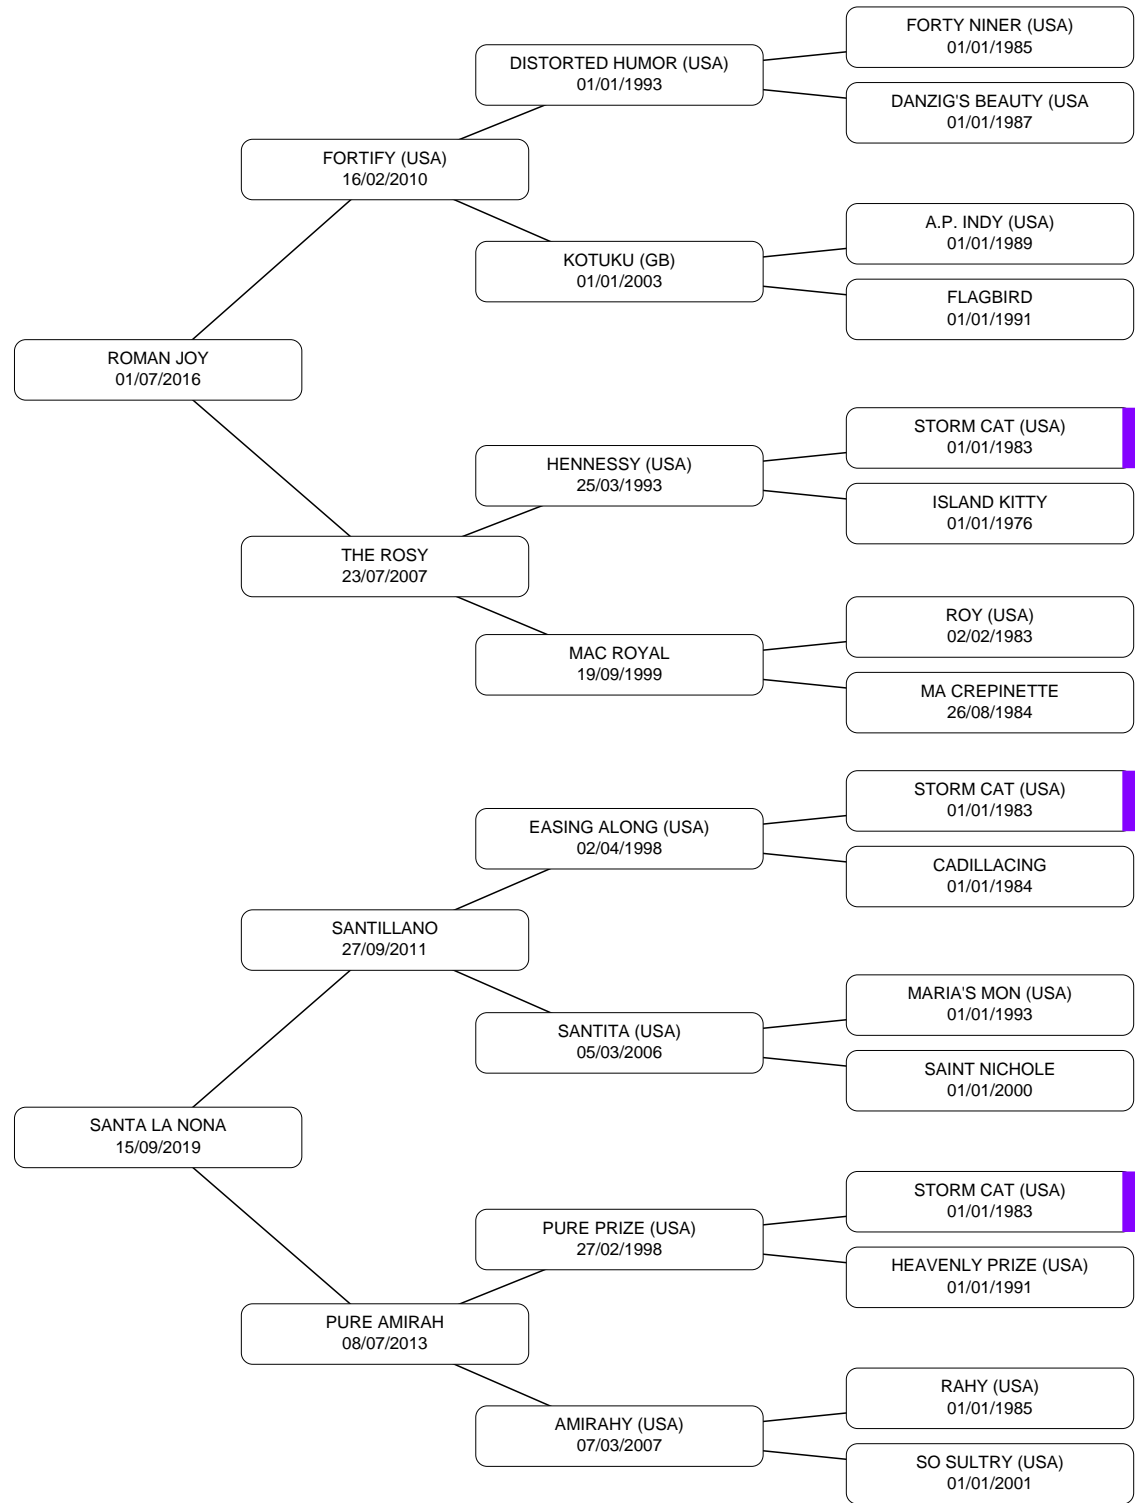 FORTY NINER (USA)
01/01/1985
DISTORTED HUMOR (USA)
01/01/1993
DANZIG'S BEAUTY (USA
01/01/1987
FORTIFY (USA)
16/02/2010
A.P. INDY (USA)
01/01/1989
KOTUKU (GB)
01/01/2003
FLAGBIRD
01/01/1991
ROMAN JOY
01/07/2016
STORM CAT (USA)
01/01/1983
HENNESSY (USA)
25/03/1993
ISLAND KITTY
01/01/1976
THE ROSY
23/07/2007
ROY (USA)
02/02/1983
MAC ROYAL
19/09/1999
MA CREPINETTE
26/08/1984
STORM CAT (USA)
01/01/1983
EASING ALONG (USA)
02/04/1998
CADILLACING
01/01/1984
SANTILLANO
27/09/2011
MARIA'S MON (USA)
01/01/1993
SANTITA (USA)
05/03/2006
SAINT NICHOLE
01/01/2000
SANTA LA NONA
15/09/2019
STORM CAT (USA)
01/01/1983
PURE PRIZE (USA)
27/02/1998
HEAVENLY PRIZE (USA)
01/01/1991
PURE AMIRAH
08/07/2013
RAHY (USA)
01/01/1985
AMIRAHY (USA)
07/03/2007
SO SULTRY (USA)
01/01/2001